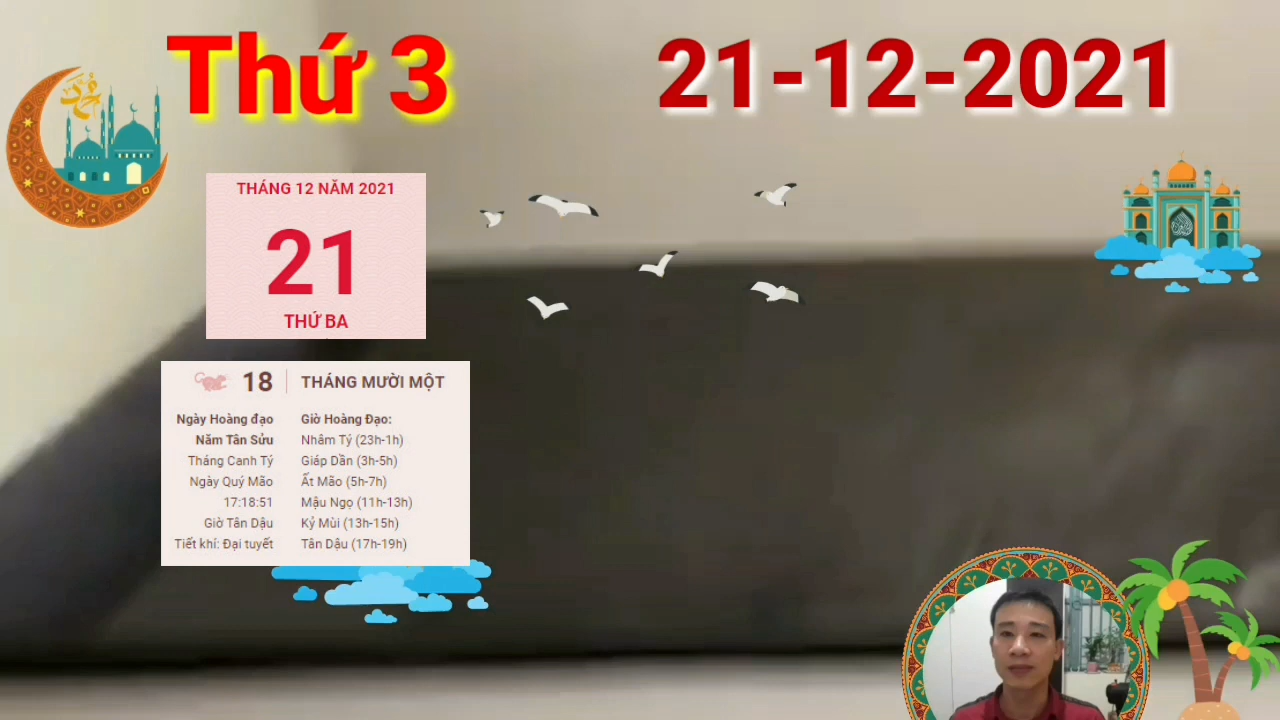 Thứ 3
21-12-2021
THÁNG 12 NĂM 2021
21
THỨ BA
18
THÁNG MƯỜI MỘT
Ngày Hoàng đạo
Năm Tân Sửu
Tháng Canh Tý
Ngày Quý Mão
17:18:51
Giờ Tân Dậu
Tiết khí: Đại tuyết
Giờ Hoàng Đạo:
Nhâm Tý (23h-1h)
Giáp Dần (3h-5h)
Ất Mão (5h-7h)
Mậu Ngọ (11h-13h)
Kỷ Mùi (13h-15h)
Tân Dậu (17h-19h)